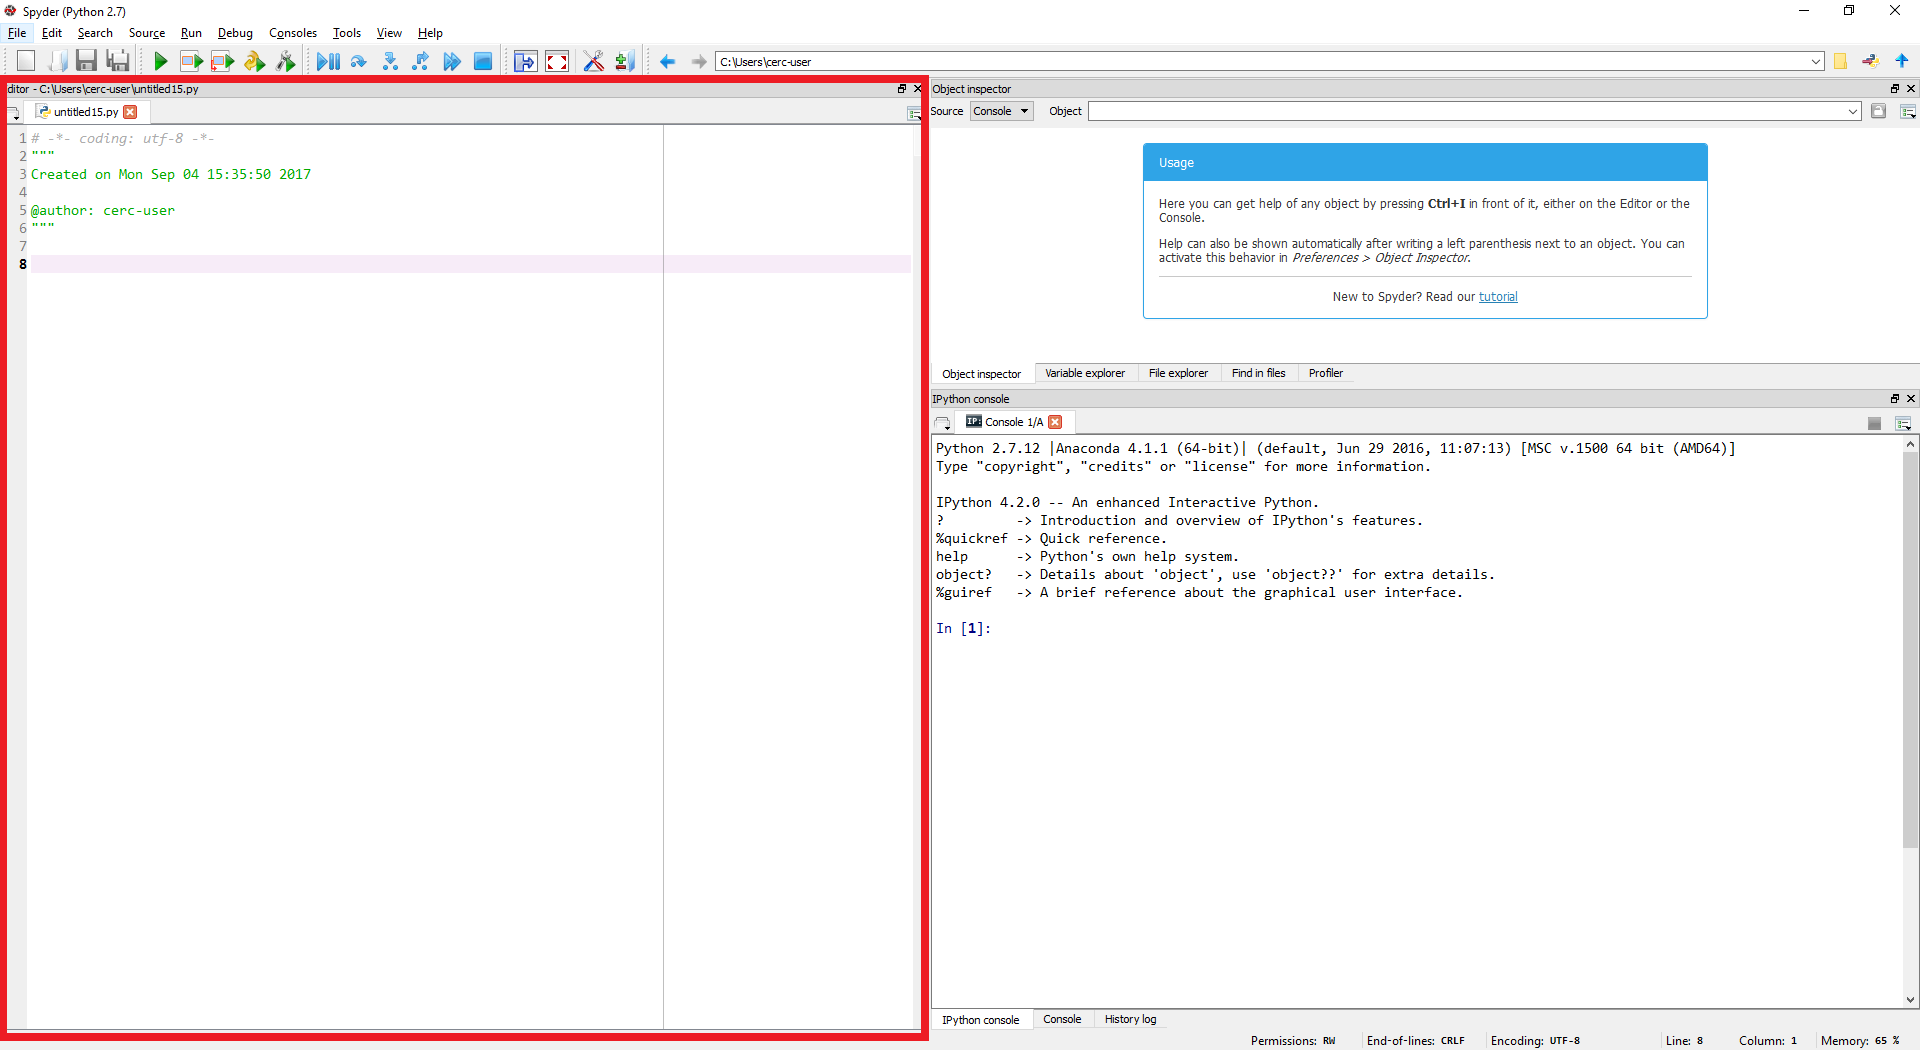 Spyder (Python 2.7)
File Edit Search Source Run Debug Consoles Tools View Help
C:\Users\cerc-user
ditor - C:\Users\cerc-user\untitled15.py
untitled15.py
1 # -*- coding: utf-8 -*-
2 """
3 Created on Mon Sep 04 15:35:50 2017
4
5 @author: cerc-user
6 """
7
8
Object inspector
Source Console Object
Usage
Here you can get help of any object by pressing Ctrl+I in front of it, either on the Editor or the
Console.
Help can also be shown automatically after writing a left parenthesis next to an object. You can
activate this behavior in Preferences > Object Inspector.
New to Spyder? Read our tutorial
Object inspector Variable explorer File explorer Find in files Profiler
IPython console
IP: Console 1/A
Python 2.7.12 |Anaconda 4.1.1 (64-bit)| (default, Jun 29 2016, 11:07:13) [MSC v.1500 64 bit (AMD64)]
Type "copyright", "credits" or "license" for more information.
IPython 4.2.0 -- An enhanced Interactive Python.
?         -> Introduction and overview of IPython's features.
%quickref -> Quick reference.
help      -> Python's own help system.
object?   -> Details about 'object', use 'object??' for extra details.
%guiref   -> A brief reference about the graphical user interface.
In [1]:
IPython console Console History log
Permissions: RW End-of-lines: CRLF Encoding: UTF-8 Line: 8 Column: 1 Memory: 65 %